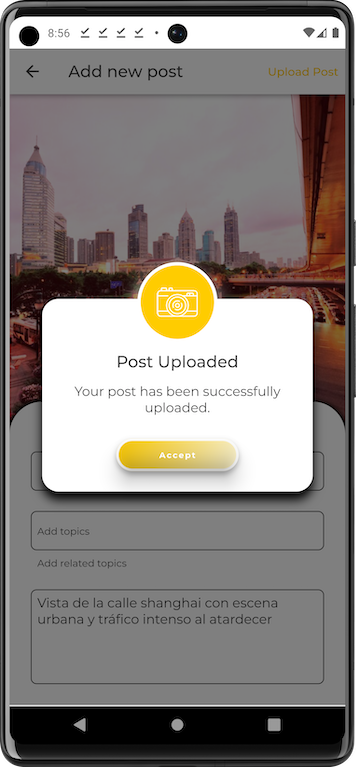 8:56
Add new post
Upload Post
Post Uploaded
Your post has been successfully
uploaded.
Accept
Add topics
Add related topics
Vista de la calle shanghai con escena
urbana y tráfico intenso al atardecer